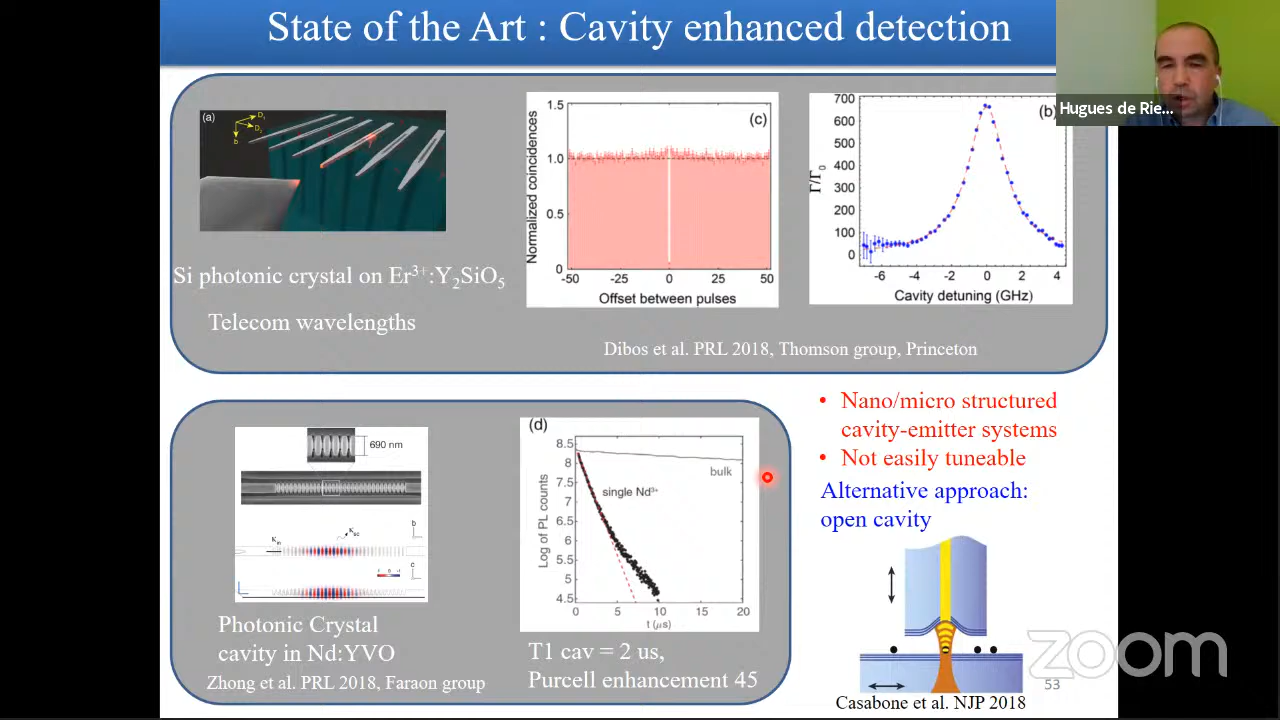 State of the Art : Cavity enhanced detection
Hugues de Rie...
(a)
D₁
D₂
b
Si photonic crystal on Er³⁺:Y₂SiO₅
Telecom wavelengths
(c)
Normalized coincidences
1.5
1.0
0.5
0
-50
-25
0
25
50
Offset between pulses
(b)
Γ/Γ₀
700
600
500
400
300
200
100
0
-6
-4
-2
0
2
4
Cavity detuning (GHz)
Dibos et al. PRL 2018, Thomson group, Princeton
690 nm
κin
κsc
b
c
Photonic Crystal
cavity in Nd:YVO
Zhong et al. PRL 2018, Faraon group
(d)
Log of PL counts
8.5
8
7.5
7
6.5
6
5.5
5
4.5
bulk
single Nd³⁺
0
5
10
15
20
t (μs)
T1 cav = 2 us,
Purcell enhancement 45
• Nano/micro structured
cavity-emitter systems
• Not easily tuneable
Alternative approach:
open cavity
Casabone et al. NJP 2018
53
zoom